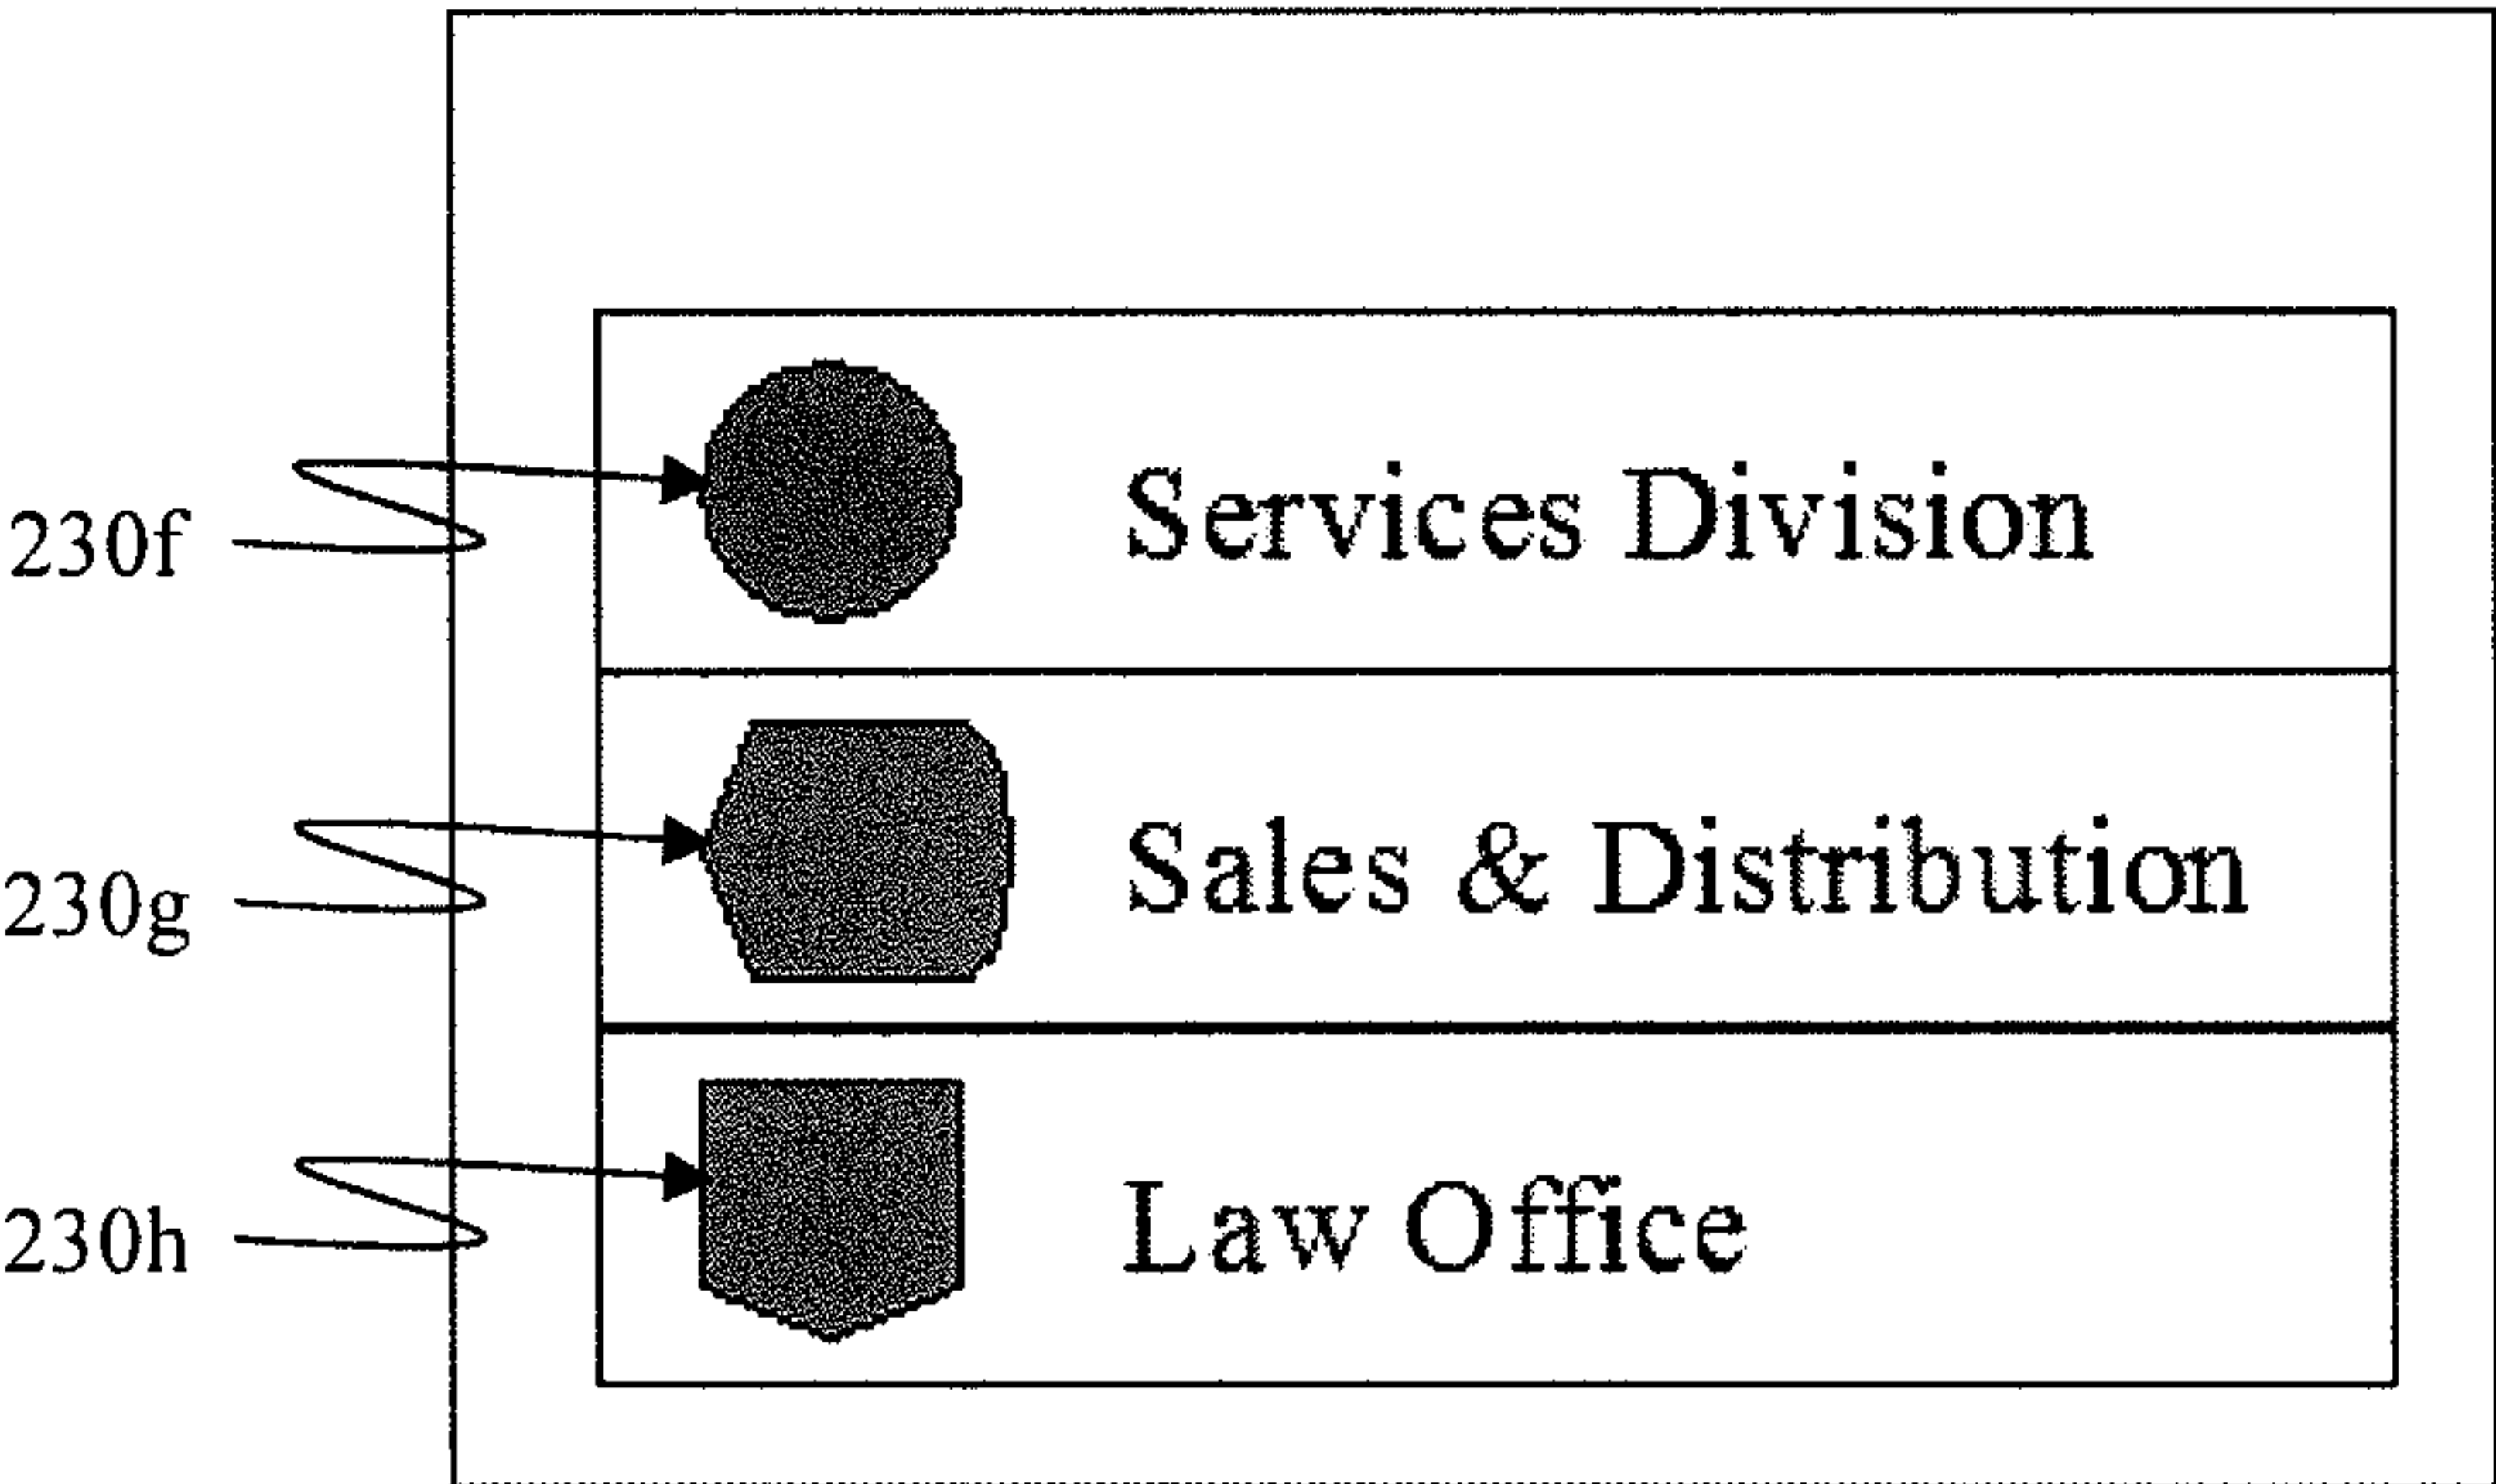 230f
Services Division
230g
Sales & Distribution
230h
Law Office